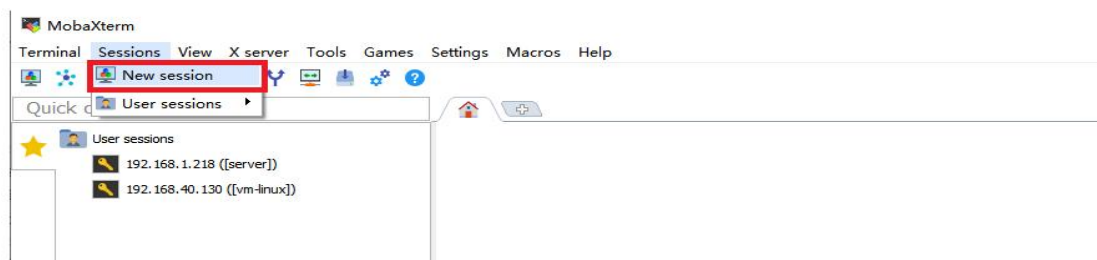 MobaXterm
Terminal Sessions View X server Tools Games Settings Macros Help
New session
Quick c
User sessions
User sessions
192.168.1.218 ([server])
192.168.40.130 ([vm-linux])